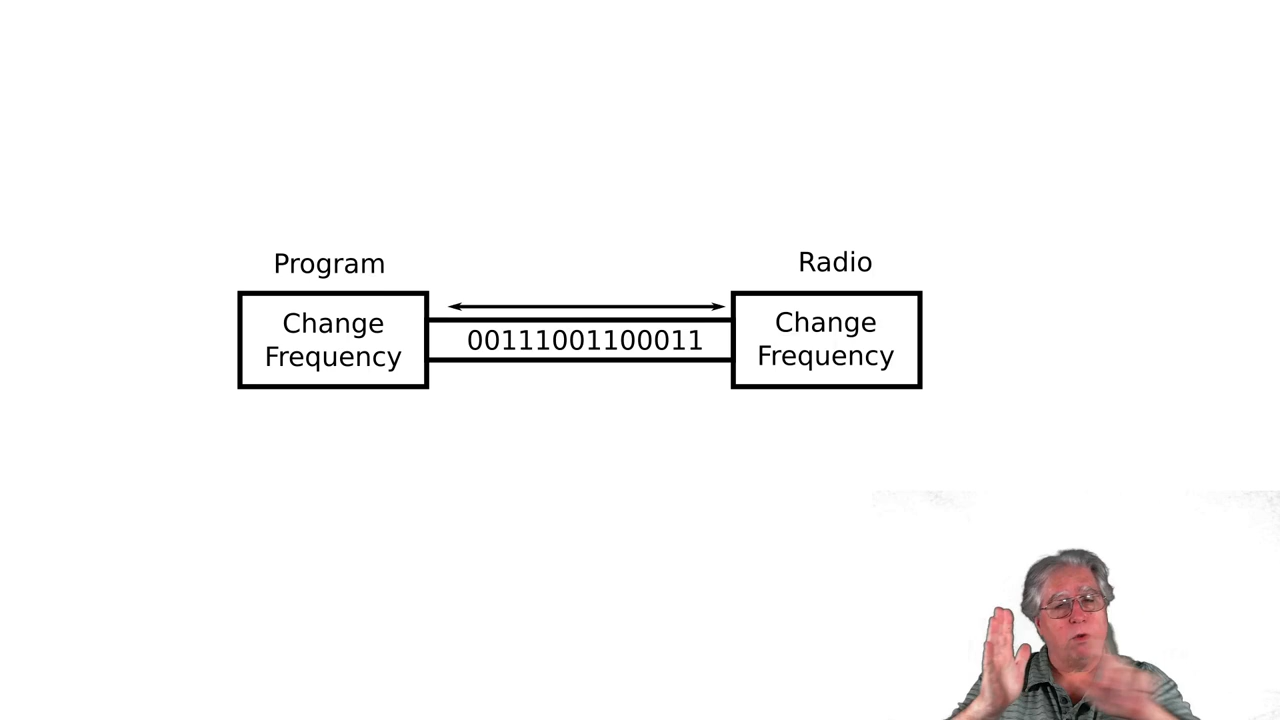 Program
Radio
Change
Frequency
00111001100011
Change
Frequency